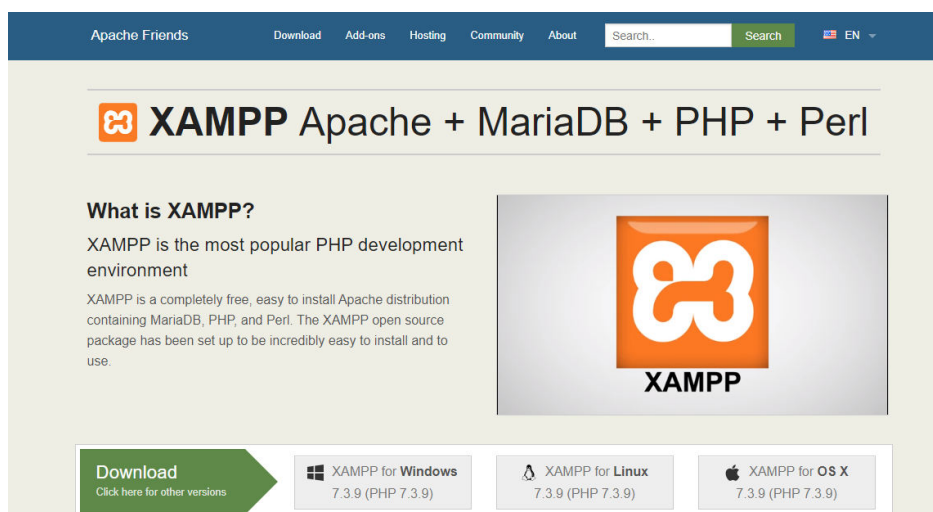 Apache Friends Download Add-ons Hosting Community About Search.. Search EN
XAMPP Apache + MariaDB + PHP + Perl
What is XAMPP?
XAMPP is the most popular PHP development
environment
XAMPP is a completely free, easy to install Apache distribution
containing MariaDB, PHP, and Perl. The XAMPP open source
package has been set up to be incredibly easy to install and to
use.
XAMPP
Download
Click here for other versions
XAMPP for Windows
7.3.9 (PHP 7.3.9)
XAMPP for Linux
7.3.9 (PHP 7.3.9)
XAMPP for OS X
7.3.9 (PHP 7.3.9)